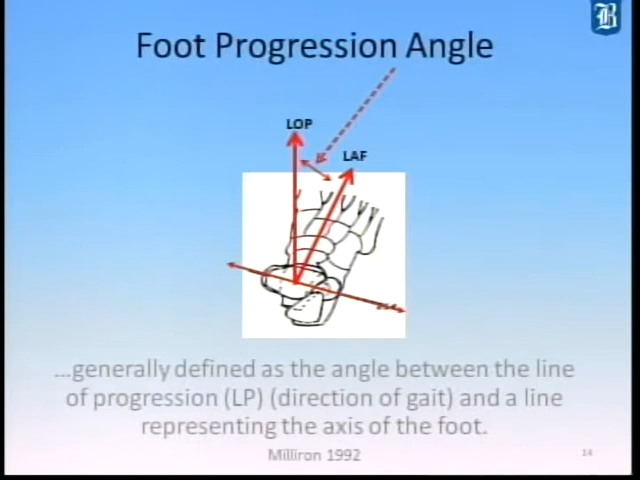 B
Foot Progression Angle
LOP
LAF
...generally defined as the angle between the line
of progression (LP) (direction of gait) and a line
representing the axis of the foot.
Milliron 1992
14